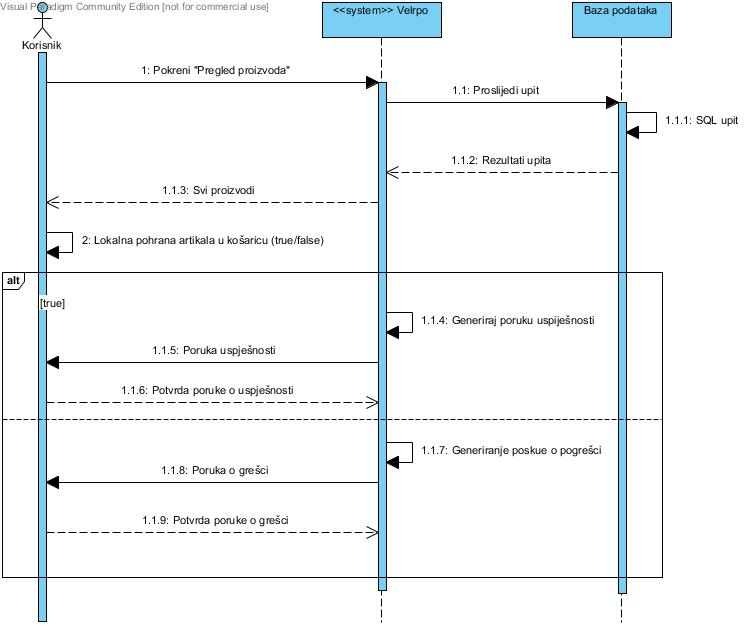 Visual Paradigm Community Edition [not for commercial use]
<<system>> Velrpo
Baza podataka
Korisnik
1: Pokreni "Pregled proizvoda"
1.1: Proslijedi upit
1.1.1: SQL upit
1.1.2: Rezultati upita
1.1.3: Svi proizvodi
2: Lokalna pohrana artikala u košaricu (true/false)
alt
[true]
1.1.4: Generiraj poruku uspiješnosti
1.1.5: Poruka uspješnosti
1.1.6: Potvrda poruke o uspješnosti
1.1.7: Generiranje poskue o pogrešci
1.1.8: Poruka o grešci
1.1.9: Potvrda poruke o grešci